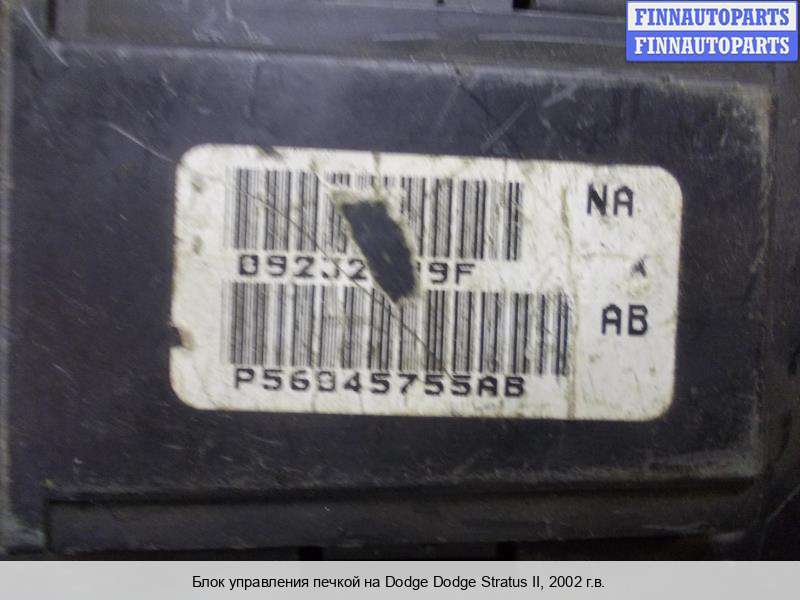 FINNAUTOPARTS
FINNAUTOPARTS
NA
AB
P56045755AB
Блок управления печкой на Dodge Dodge Stratus II, 2002 г.в.